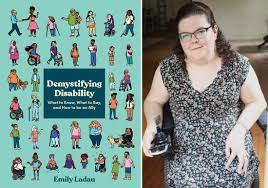 Demystifying
Disability
What to Know, What to Say,
and How to be an Ally
Emily Ladau